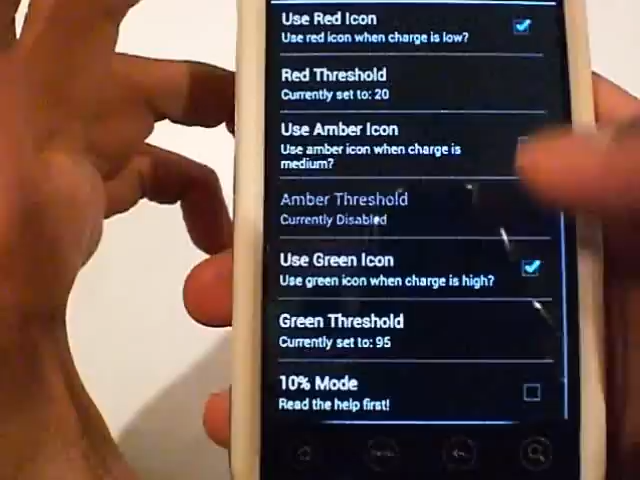 Use Red Icon
Use red icon when charge is low?
Red Threshold
Currently set to: 20
Use Amber Icon
Use amber icon when charge is
medium?
Amber Threshold
Currently Disabled
Use Green Icon
Use green icon when charge is high?
Green Threshold
Currently set to: 95
10% Mode
Read the help first!